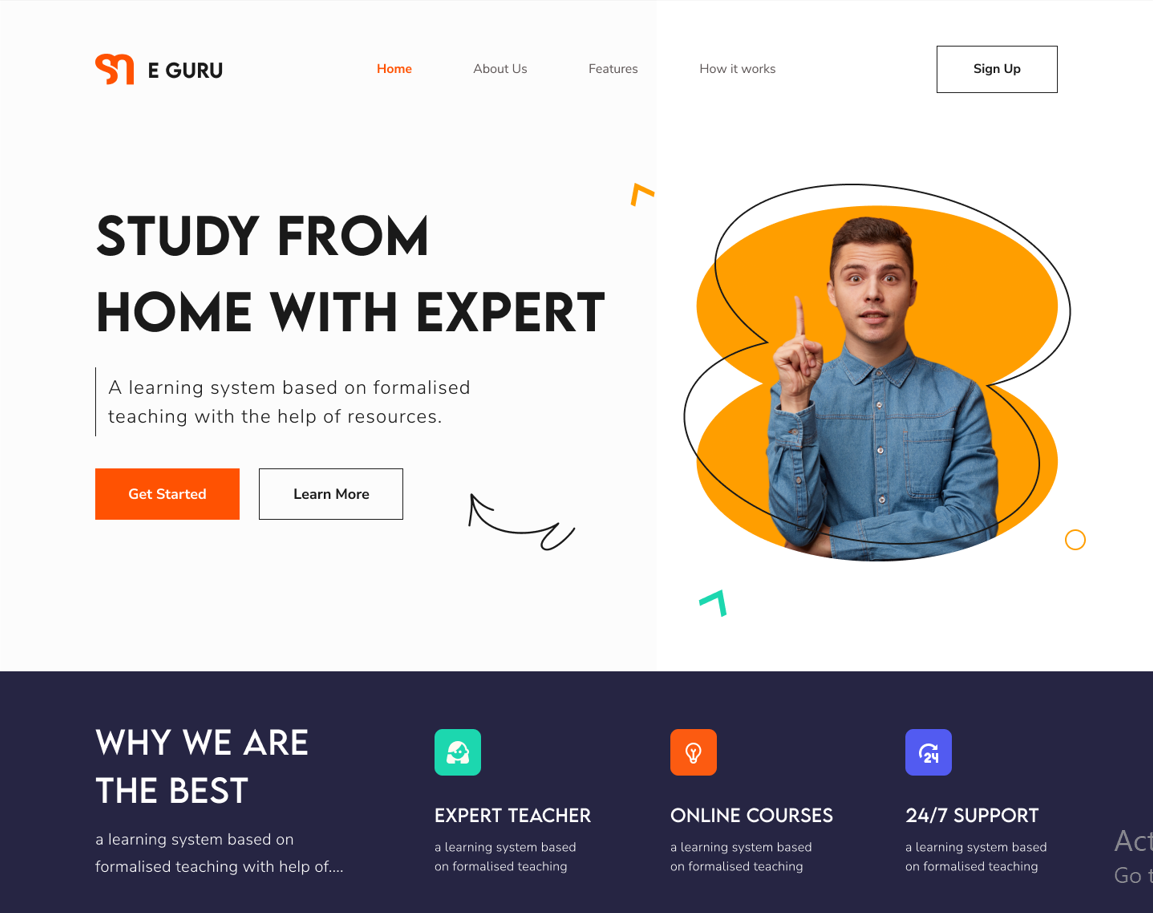 E GURU
Home
About Us
Features
How it works
Sign Up
STUDY FROM
HOME WITH EXPERT
A learning system based on formalised
teaching with the help of resources.
Get Started
Learn More
WHY WE ARE
THE BEST
a learning system based on
formalised teaching with help of....
EXPERT TEACHER
a learning system based
on formalised teaching
ONLINE COURSES
a learning system based
on formalised teaching
24
24/7 SUPPORT
a learning system based
on formalised teaching
Go